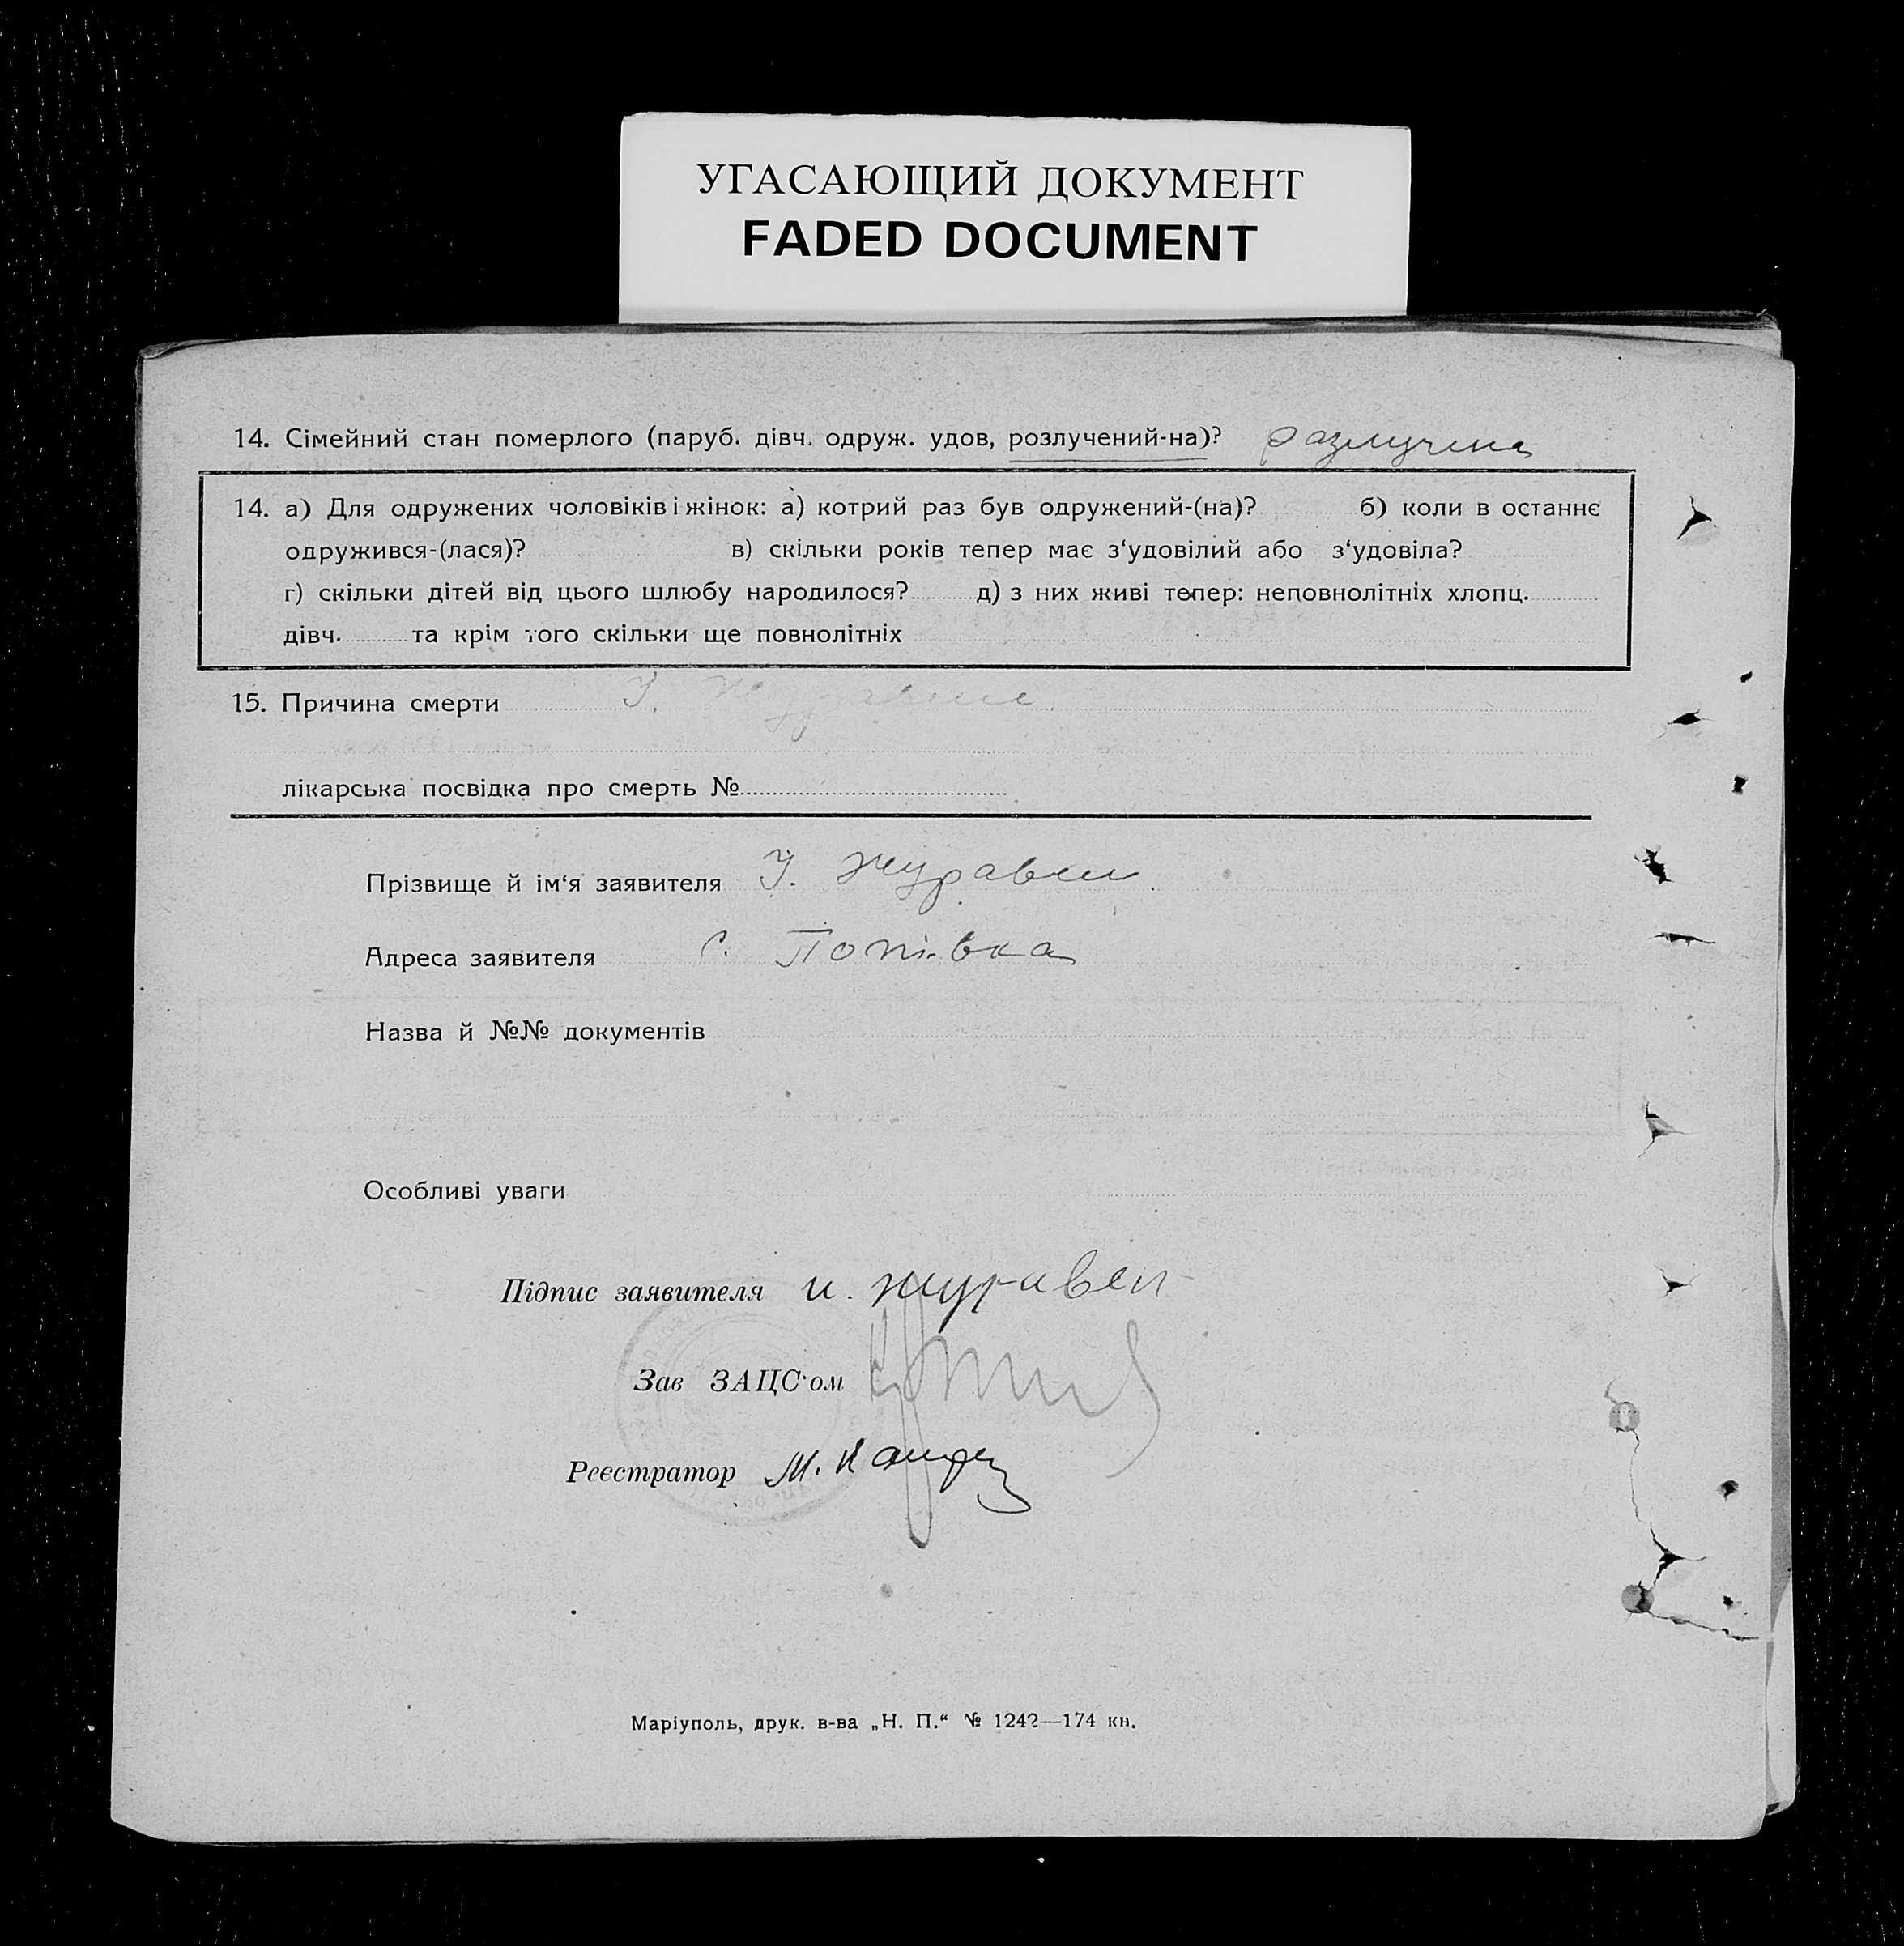 УГАСАЮЩИЙ ДОКУМЕНТ
FADED DOCUMENT
14. Сімейний стан померлого (паруб. дівч. одруж. удов, розлучений-на)? разлучена
14. а) Для одружених чоловіків і жінок: а) котрий раз був одружений-(на)? б) коли в останнє
одружився-(лася)? в) скільки років тепер має з‘удовілий або з‘удовіла?
г) скільки дітей від цього шлюбу народилося? д) з них живі тепер: неповнолітніх хлопц.
дівч. та крім того скільки ще повнолітніх
15. Причина смерти У.
лікарська посвідка про смерть №
Прізвище й ім‘я заявителя У. Журавел
Адреса заявителя с. Попівка
Назва й №№ документів
Особливі уваги
Підпис заявителя и. журавел
Зав ЗАЦС‘ом
Реєстратор М.
Маріуполь, друк. в-ва „Н. П.“ № 1242—174 кн.